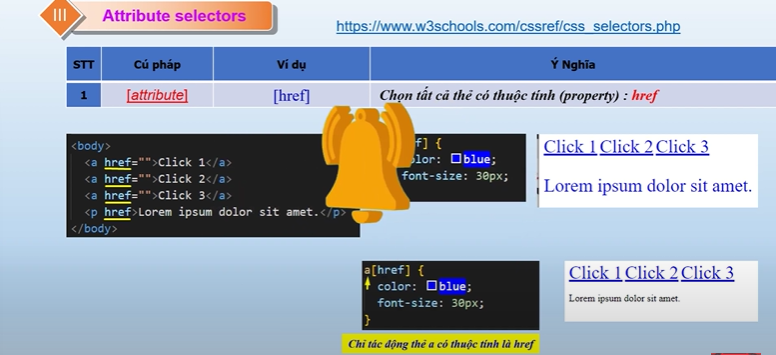 III
Attribute selectors
https://www.w3schools.com/cssref/css_selectors.php
STT Cú pháp Ví dụ Ý Nghĩa
1 [attribute] [href] Chọn tất cả thẻ có thuộc tính (property) : href
<body>
<a href="">Click 1</a>
<a href="">Click 2</a>
<a href="">Click 3</a>
<p href>Lorem ipsum dolor sit amet.</p>
</body>
] {
blue;
font-size: 30px;
Click 1 Click 2 Click 3
Lorem ipsum dolor sit amet.
a[href] {
color: blue;
font-size: 30px;
}
Click 1 Click 2 Click 3
Lorem ipsum dolor sit amet.
Chỉ tác động thẻ a có thuộc tính là href